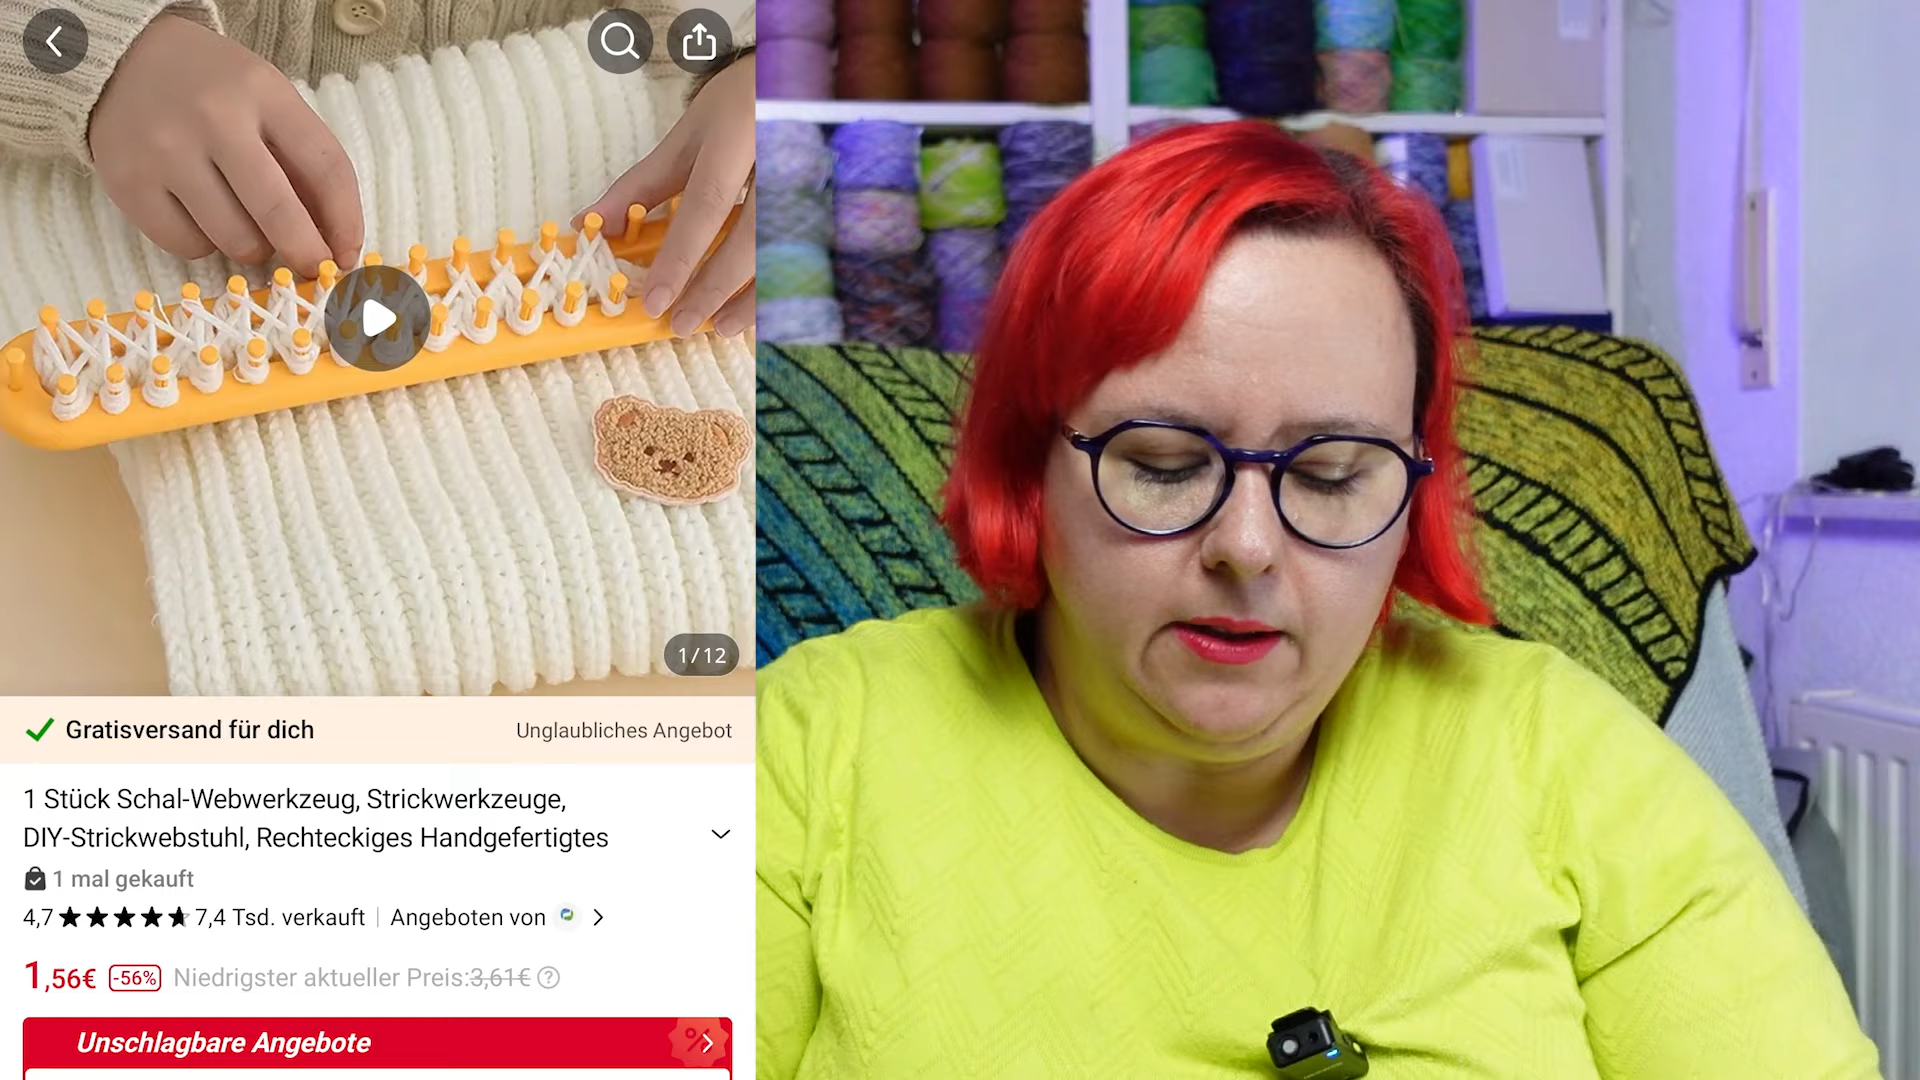 1/12
Gratisversand für dich
Unglaubliches Angebot
1 Stück Schal-Webwerkzeug, Strickwerkzeuge,
DIY-Strickwebstuhl, Rechteckiges Handgefertigtes
1 mal gekauft
4,7 7,4 Tsd. verkauft Angeboten von
1,56€ -56% Niedrigster aktueller Preis:3,61€ ?
Unschlagbare Angebote %